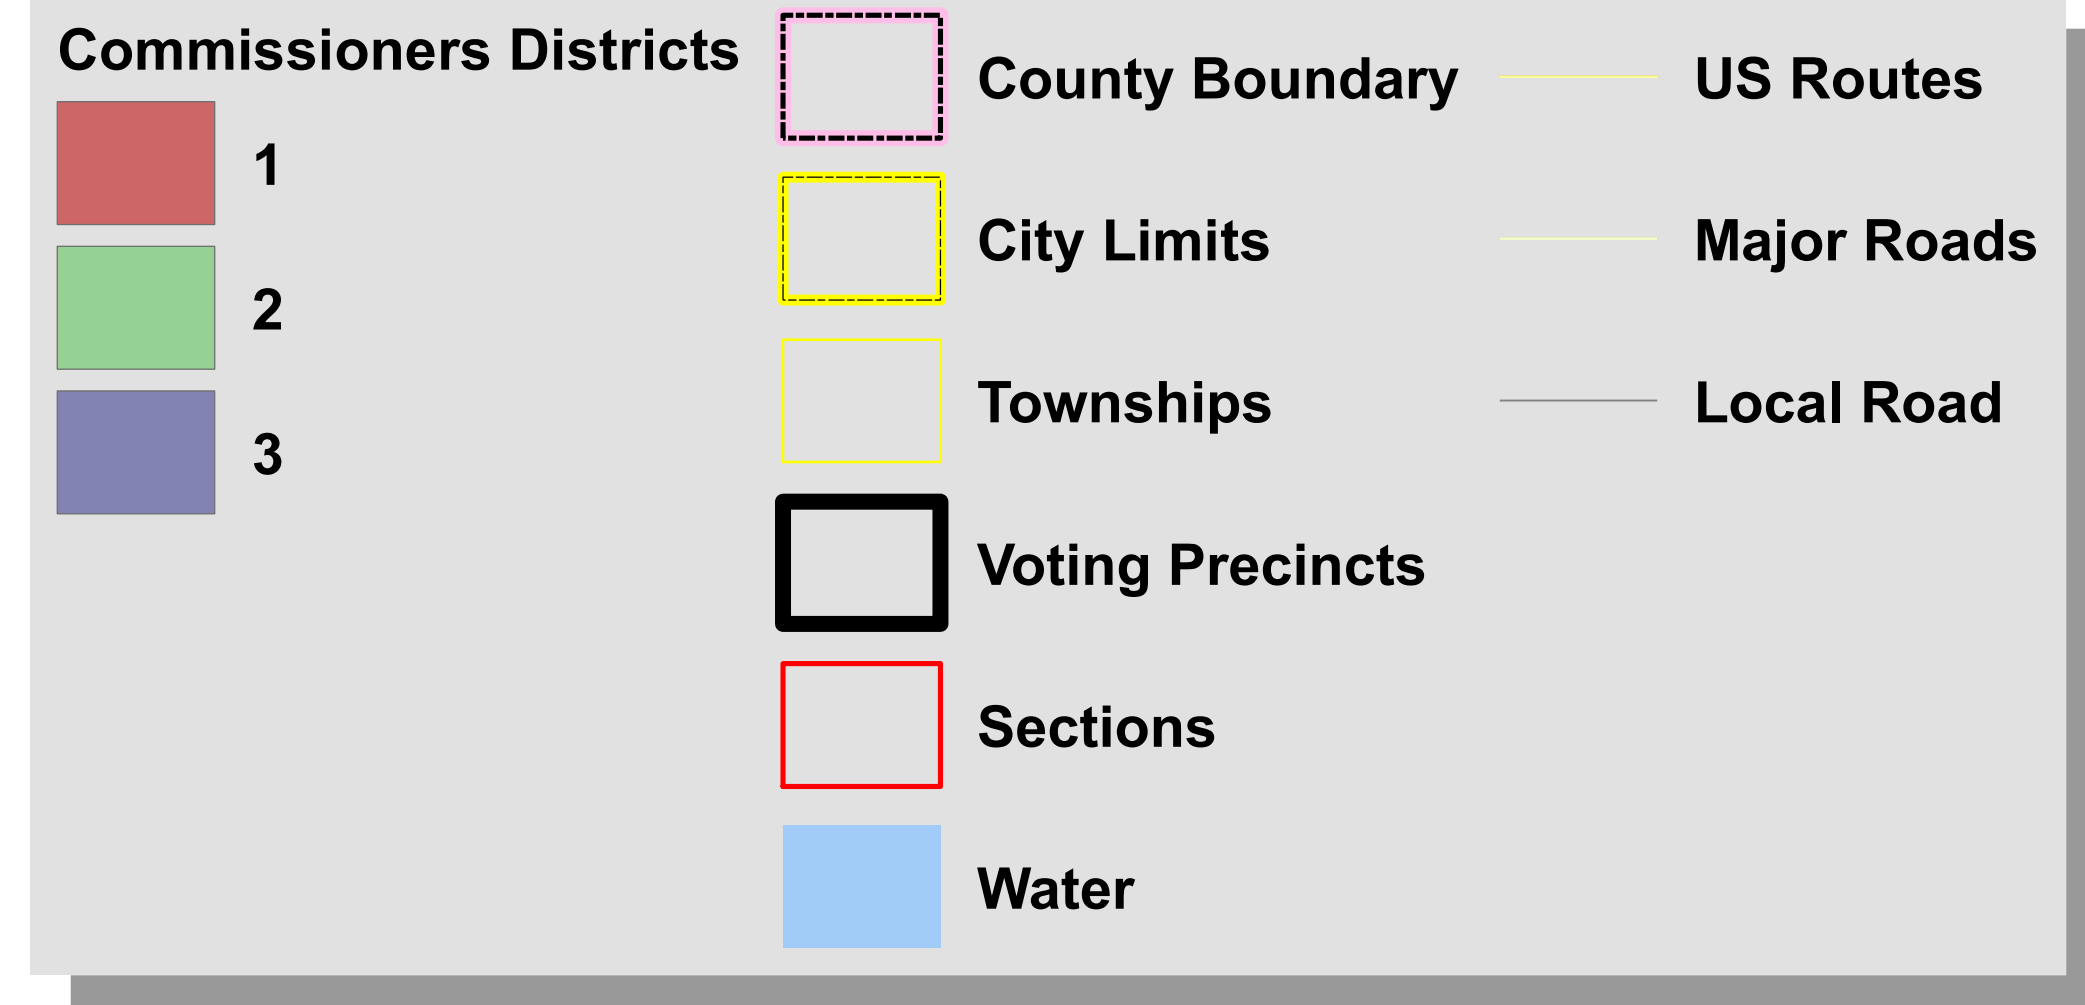 Commissioners Districts
1
2
3
County Boundary
City Limits
Townships
Voting Precincts
Sections
Water
US Routes
Major Roads
Local Road